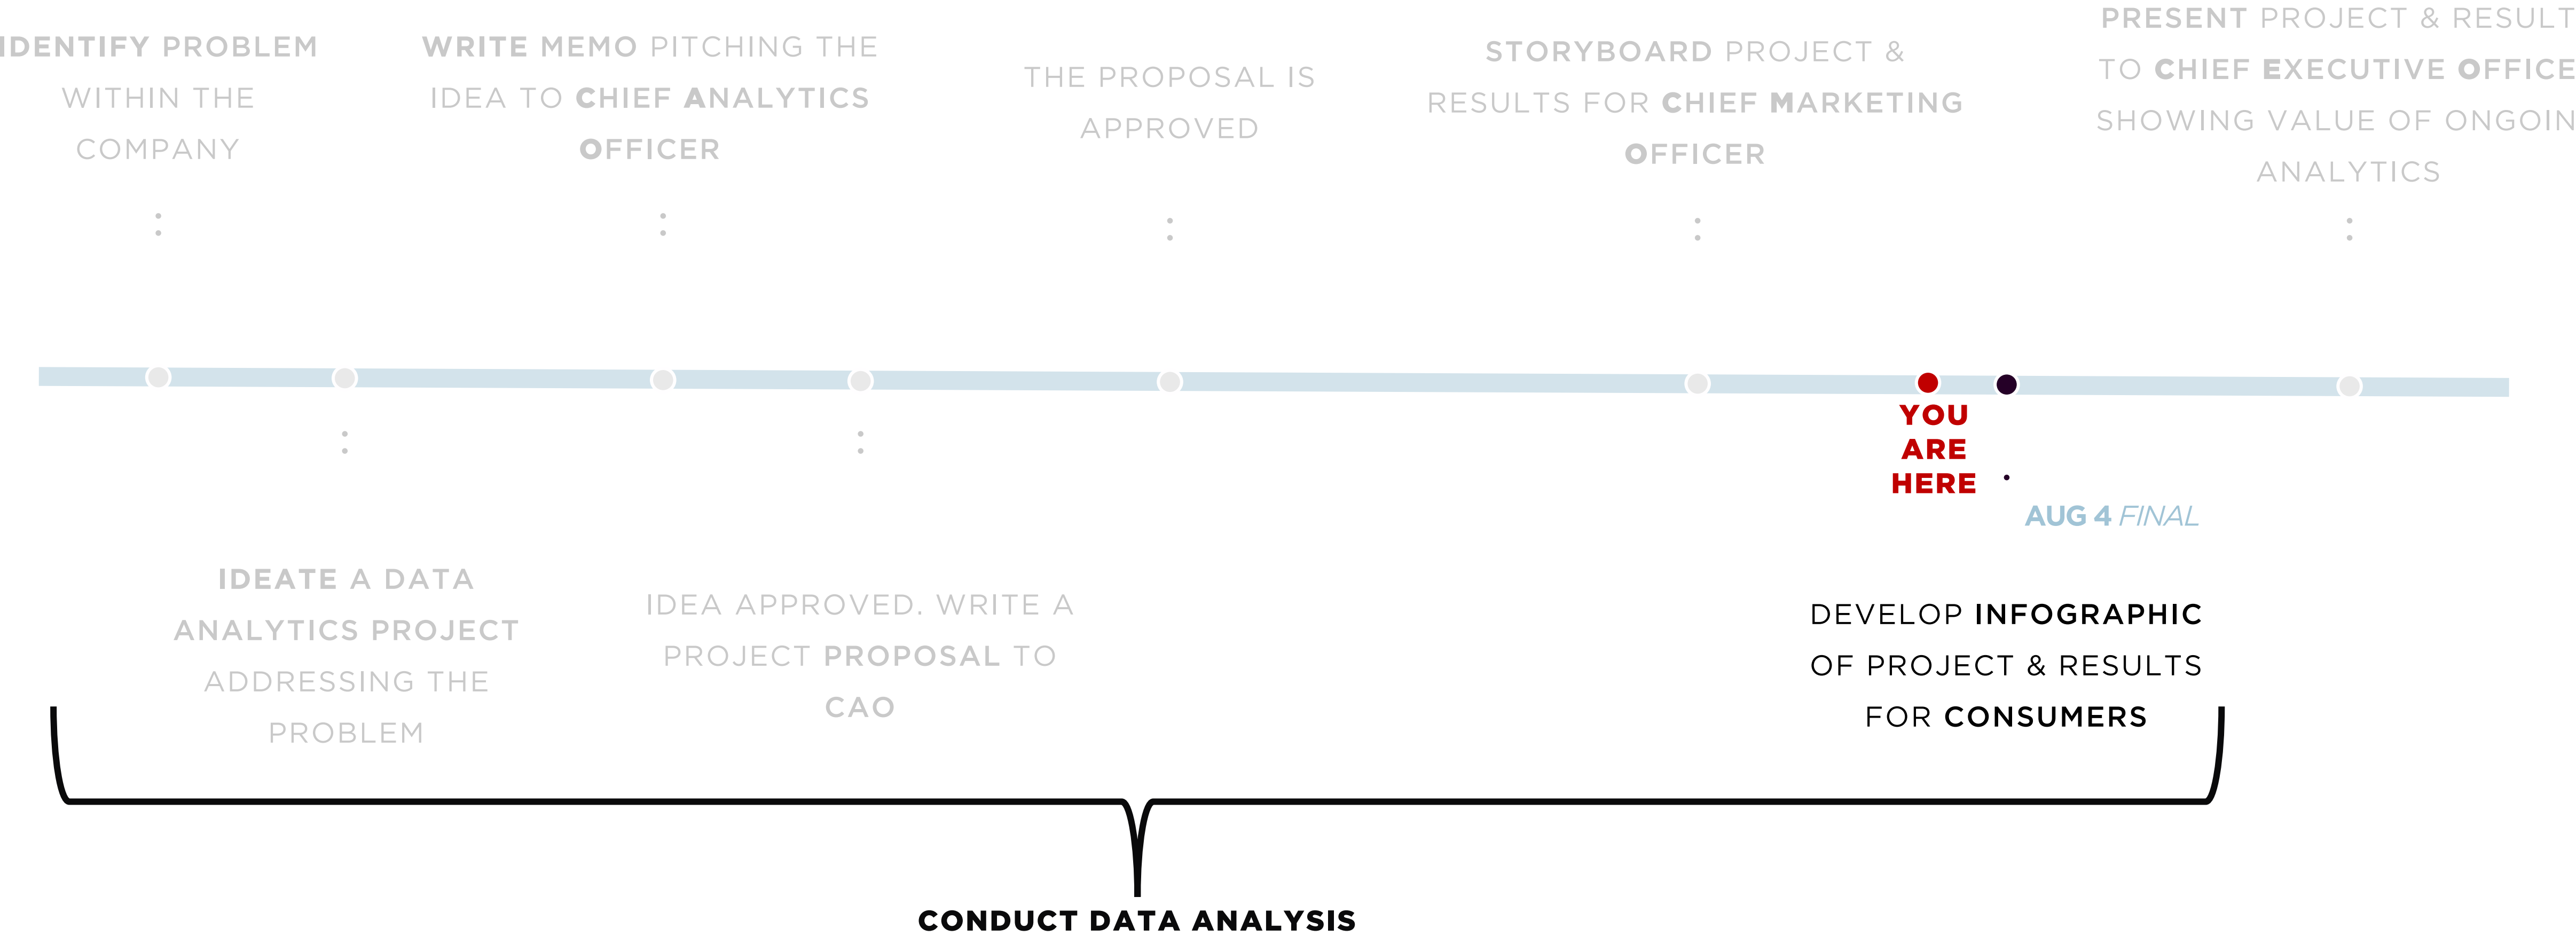 IDENTIFY PROBLEM
WITHIN THE
COMPANY
WRITE MEMO PITCHING THE
IDEA TO CHIEF ANALYTICS
OFFICER
THE PROPOSAL IS
APPROVED
STORYBOARD PROJECT &
RESULTS FOR CHIEF MARKETING
OFFICER
PRESENT PROJECT & RESULT
TO CHIEF EXECUTIVE OFFICE
SHOWING VALUE OF ONGOIN
ANALYTICS
YOU
ARE
HERE
AUG 4 FINAL
IDEATE A DATA
ANALYTICS PROJECT
ADDRESSING THE
PROBLEM
IDEA APPROVED. WRITE A
PROJECT PROPOSAL TO
CAO
DEVELOP INFOGRAPHIC
OF PROJECT & RESULTS
FOR CONSUMERS
CONDUCT DATA ANALYSIS